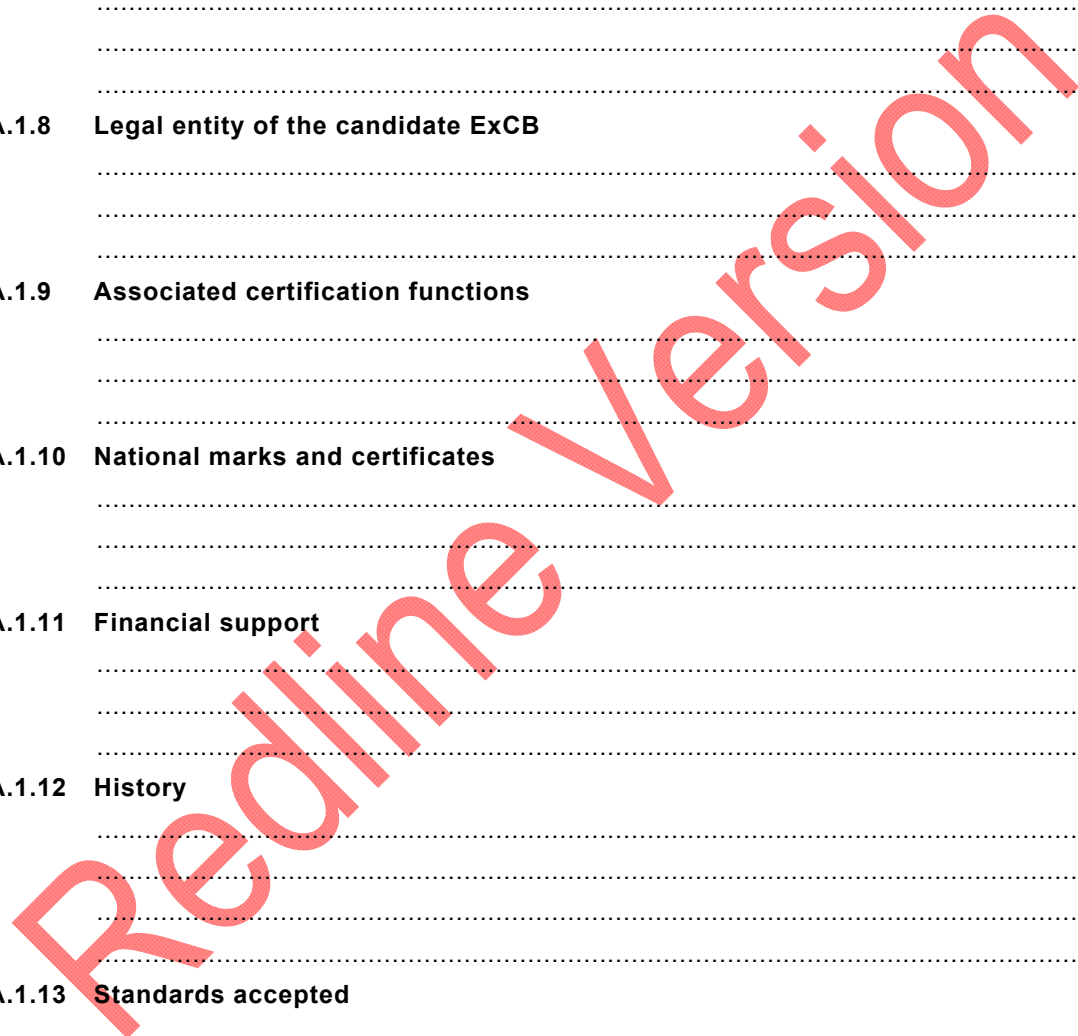 ................................................................................
................................................................................
................................................................................
A.1.8 Legal entity of the candidate ExCB
................................................................................
................................................................................
................................................................................
A.1.9 Associated certification functions
................................................................................
................................................................................
................................................................................
A.1.10 National marks and certificates
................................................................................
................................................................................
................................................................................
A.1.11 Financial support
................................................................................
................................................................................
................................................................................
A.1.12 History
................................................................................
................................................................................
................................................................................
................................................................................
A.1.13 Standards accepted
Redline Version